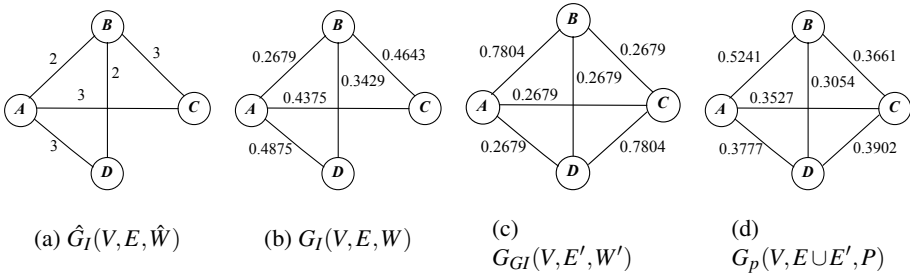 B
2
3
2
A
3
C
3
D
(a) Ĝ_I(V, E, Ŵ)
B
0.2679
0.4643
0.3429
A
0.4375
C
0.4875
D
(b) G_I(V, E, W)
B
0.7804
0.2679
0.2679
A
0.2679
C
0.2679
0.7804
D
(c)
G_{GI}(V, E′, W′)
B
0.5241
0.3661
0.3054
A
0.3527
C
0.3777
0.3902
D
(d)
G_p(V, E ∪ E′, P)